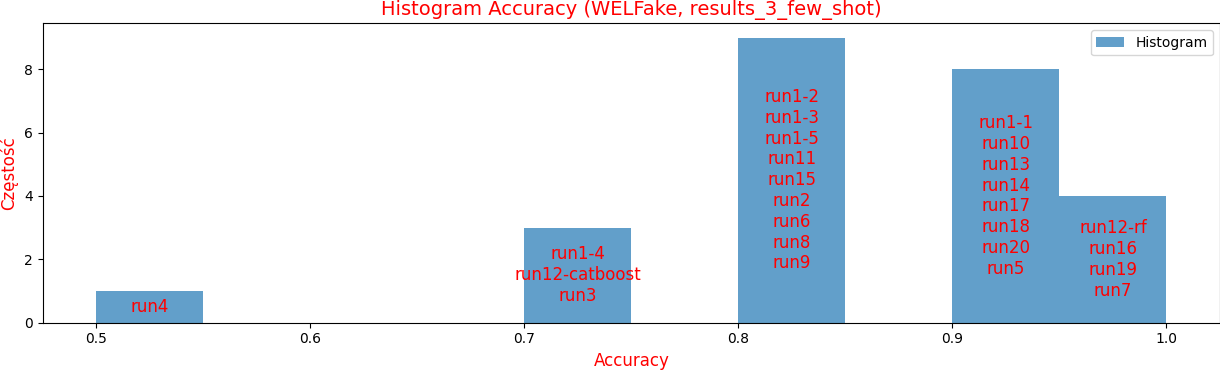 Histogram Accuracy (WELFake, results_3_few_shot)
Histogram
Częstość
8
6
4
2
0
run4
run1-4
run12-catboost
run3
run1-2
run1-3
run1-5
run11
run15
run2
run6
run8
run9
run1-1
run10
run13
run14
run17
run18
run20
run5
run12-rf
run16
run19
run7
0.5 0.6 0.7 0.8 0.9 1.0
Accuracy